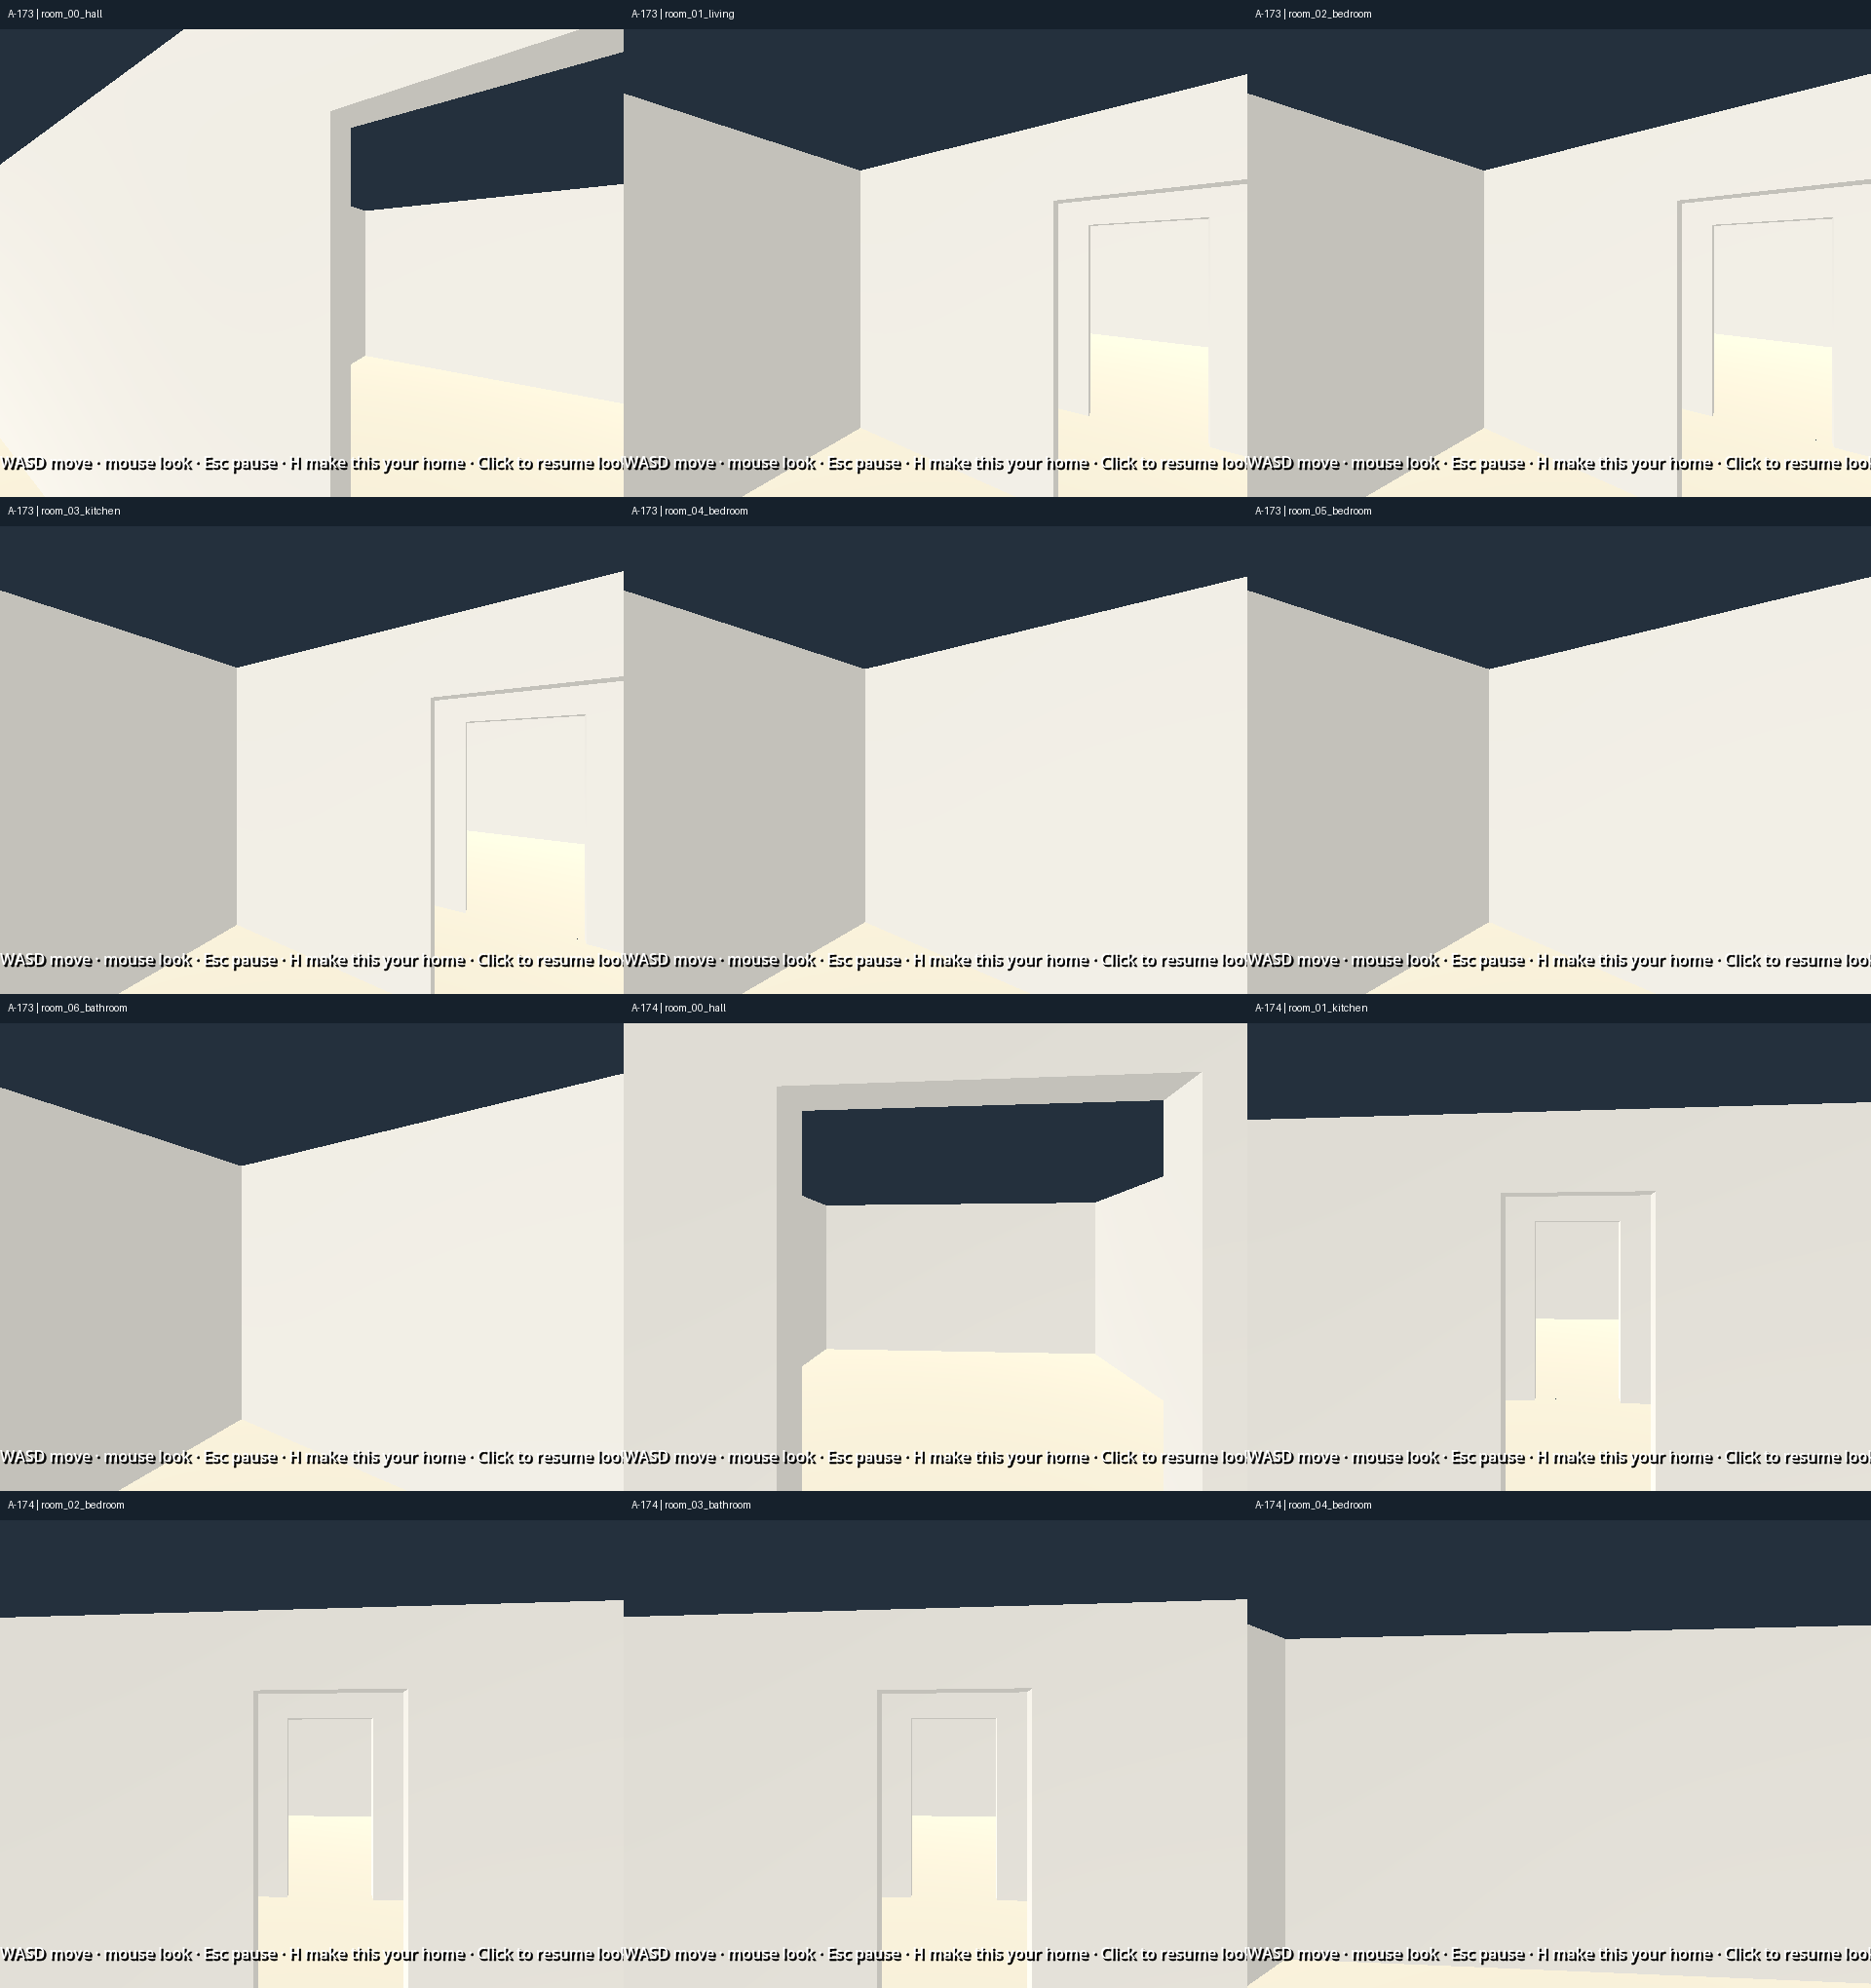 A-173 | room_00_hall
A-173 | room_01_living
A-173 | room_02_bedroom
WASD move · mouse look · Esc pause · H make this your home · Click to resume loo
WASD move · mouse look · Esc pause · H make this your home · Click to resume loo
WASD move · mouse look · Esc pause · H make this your home · Click to resume loo
A-173 | room_03_kitchen
A-173 | room_04_bedroom
A-173 | room_05_bedroom
WASD move · mouse look · Esc pause · H make this your home · Click to resume loo
WASD move · mouse look · Esc pause · H make this your home · Click to resume loo
WASD move · mouse look · Esc pause · H make this your home · Click to resume loo
A-173 | room_06_bathroom
A-174 | room_00_hall
A-174 | room_01_kitchen
WASD move · mouse look · Esc pause · H make this your home · Click to resume loo
WASD move · mouse look · Esc pause · H make this your home · Click to resume loo
WASD move · mouse look · Esc pause · H make this your home · Click to resume loo
A-174 | room_02_bedroom
A-174 | room_03_bathroom
A-174 | room_04_bedroom
WASD move · mouse look · Esc pause · H make this your home · Click to resume loo
WASD move · mouse look · Esc pause · H make this your home · Click to resume loo
WASD move · mouse look · Esc pause · H make this your home · Click to resume loo